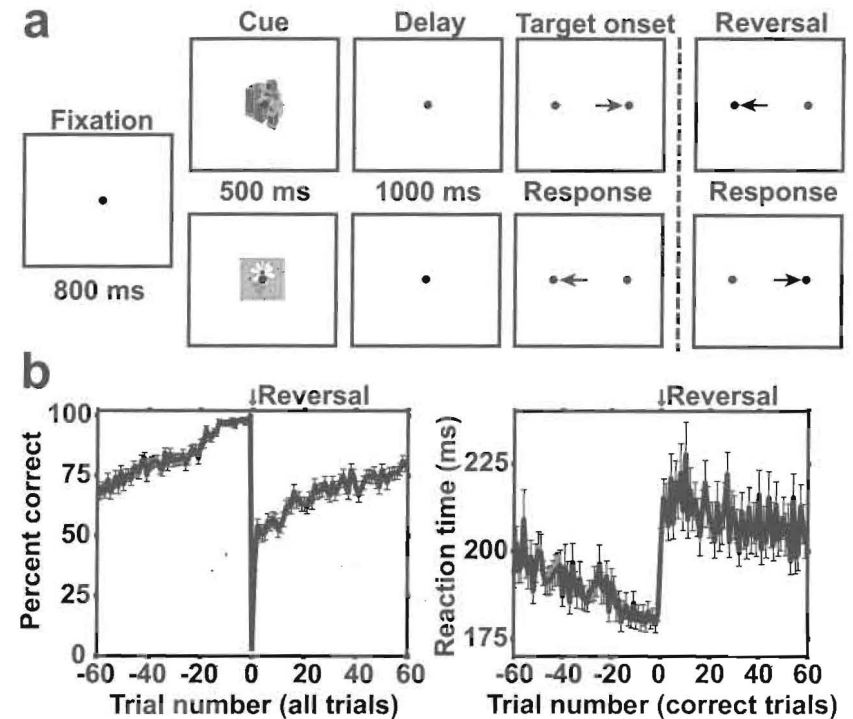 a
Cue Delay Target onset Reversal
Fixation
500 ms 1000 ms Response Response
800 ms
b
↓Reversal ↓Reversal
100
75
50
25
0
Percent correct
-60 -40 -20 0 20 40 60
Trial number (all trials)
225
200
175
Reaction time (ms)
-60 -40 -20 0 20 40 60
Trial number (correct trials)